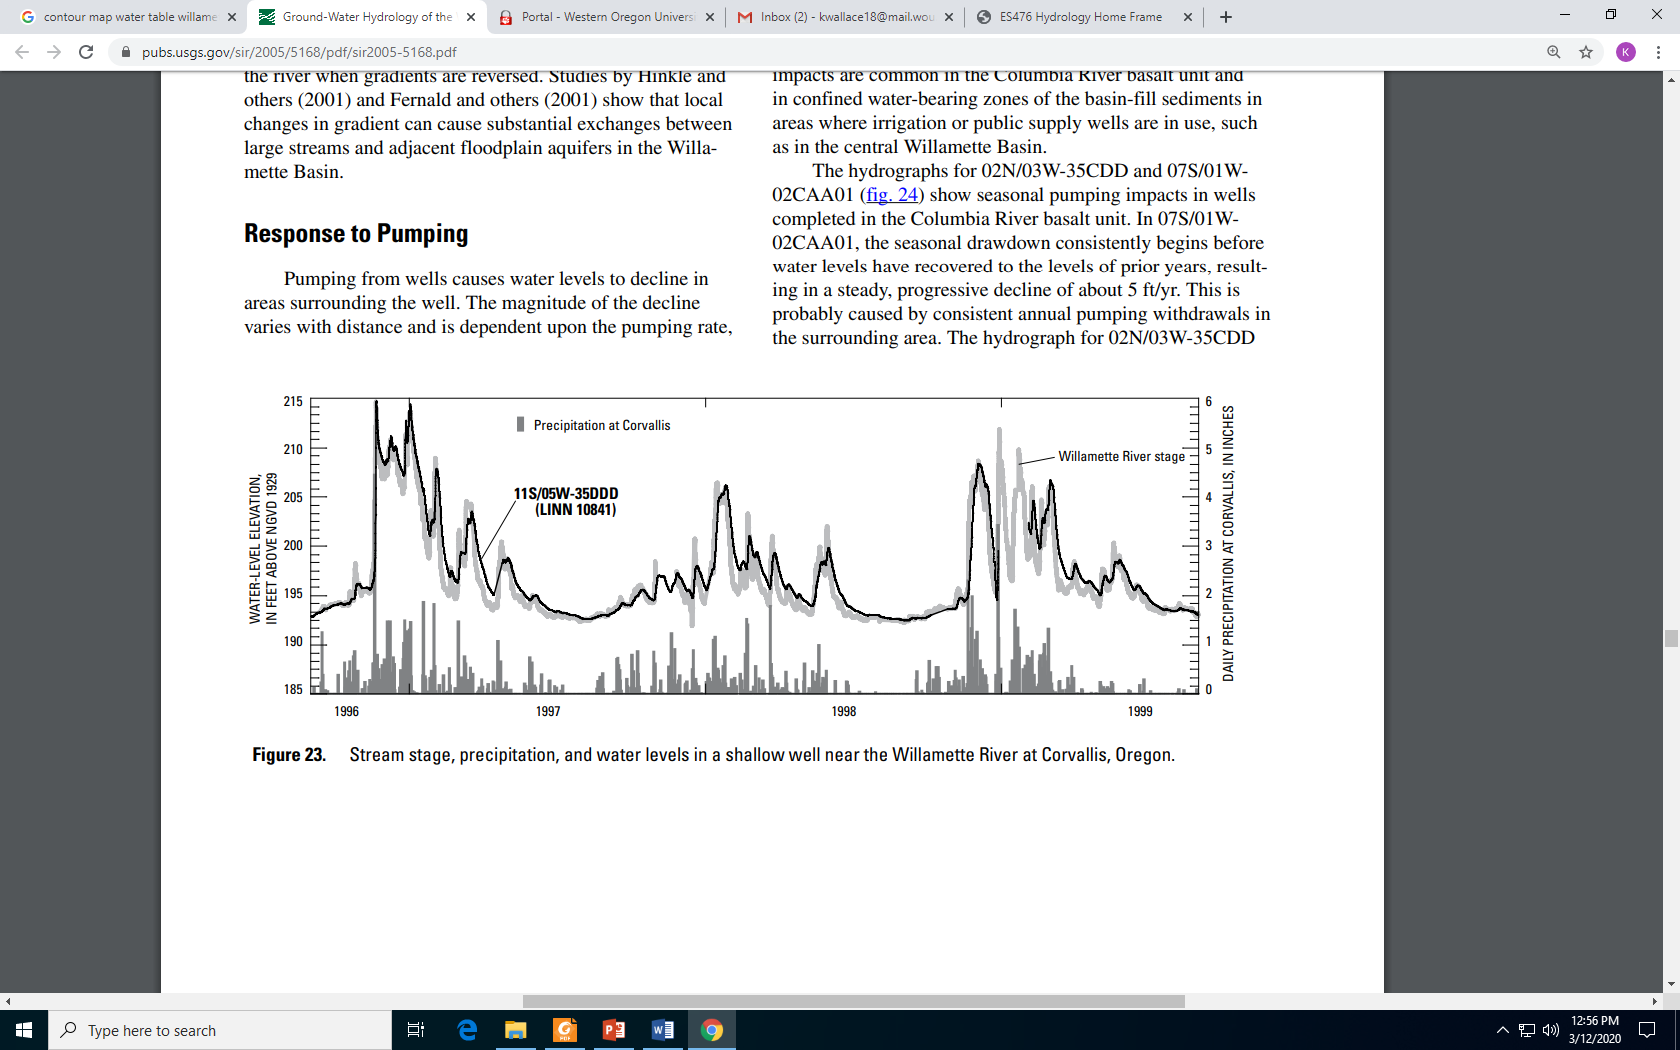 contour map water table willame
Ground-Water Hydrology of the
Portal - Western Oregon Universi
Inbox (2) - kwallace18@mail.wou
ES476 Hydrology Home Frame
pubs.usgs.gov/sir/2005/5168/pdf/sir2005-5168.pdf
K
the river when gradients are reversed. Studies by Hinkle and
others (2001) and Fernald and others (2001) show that local
changes in gradient can cause substantial exchanges between
large streams and adjacent floodplain aquifers in the Willa-
mette Basin.
Response to Pumping
Pumping from wells causes water levels to decline in
areas surrounding the well. The magnitude of the decline
varies with distance and is dependent upon the pumping rate,
impacts are common in the Columbia River basalt unit and
in confined water-bearing zones of the basin-fill sediments in
areas where irrigation or public supply wells are in use, such
as in the central Willamette Basin.
The hydrographs for 02N/03W-35CDD and 07S/01W-
02CAA01 (fig. 24) show seasonal pumping impacts in wells
completed in the Columbia River basalt unit. In 07S/01W-
02CAA01, the seasonal drawdown consistently begins before
water levels have recovered to the levels of prior years, result-
ing in a steady, progressive decline of about 5 ft/yr. This is
probably caused by consistent annual pumping withdrawals in
the surrounding area. The hydrograph for 02N/03W-35CDD
WATER-LEVEL ELEVATION,
IN FEET ABOVE NGVD 1929
215
210
205
200
195
190
185
Precipitation at Corvallis
11S/05W-35DDD
(LINN 10841)
Willamette River stage
6
5
4
3
2
1
0
DAILY PRECIPITATION AT CORVALLIS, IN INCHES
1996
1997
1998
1999
Figure 23. Stream stage, precipitation, and water levels in a shallow well near the Willamette River at Corvallis, Oregon.
Type here to search
12:56 PM
3/12/2020